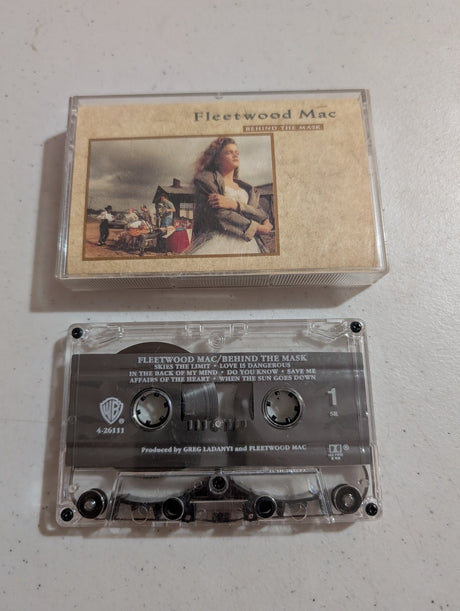 Fleetwood Mac
BEHIND THE MASK
FLEETWOOD MAC/BEHIND THE MASK
SKIES THE LIMIT • LOVE IS DANGEROUS
IN THE BACK OF MY MIND • DO YOU KNOW • SAVE ME
AFFAIRS OF THE HEART • WHEN THE SUN GOES DOWN
WB
4-26111
1
SR
Produced by GREG LADANYI and FLEETWOOD MAC